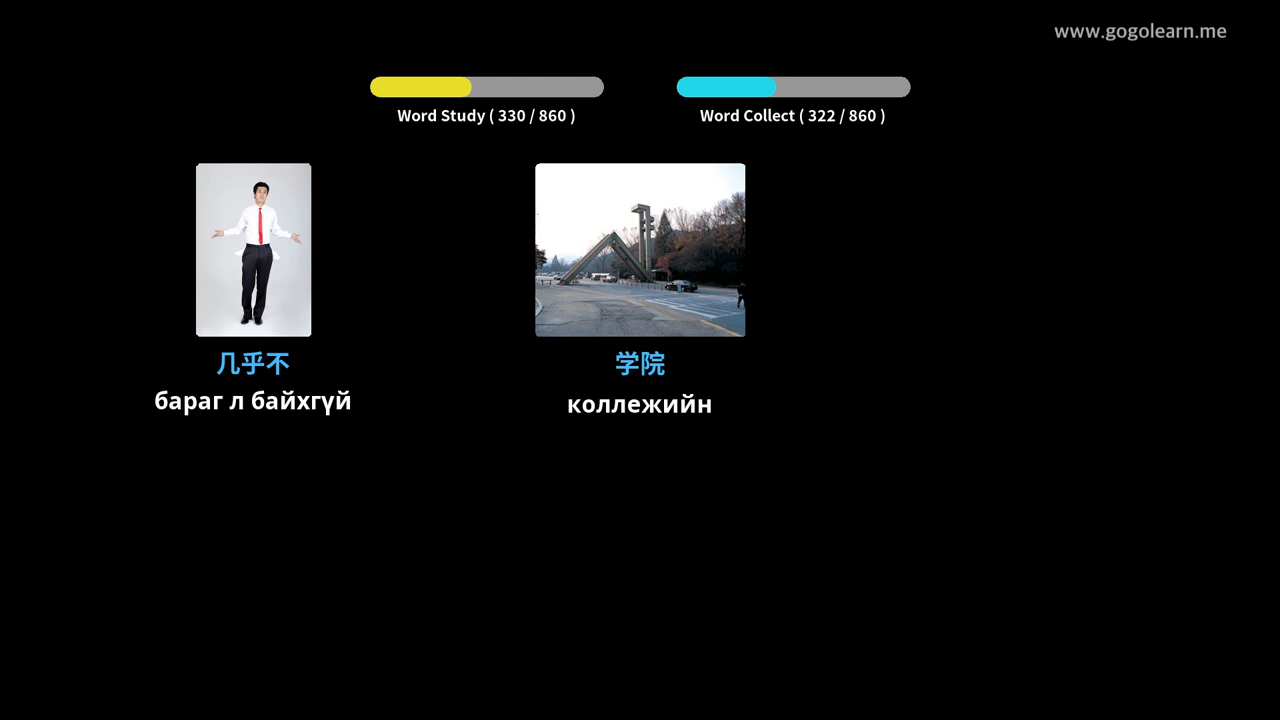 www.gogolearn.me
Word Study ( 330 / 860 )
Word Collect ( 322 / 860 )
几乎不
бараг л байхгүй
学院
коллежийн